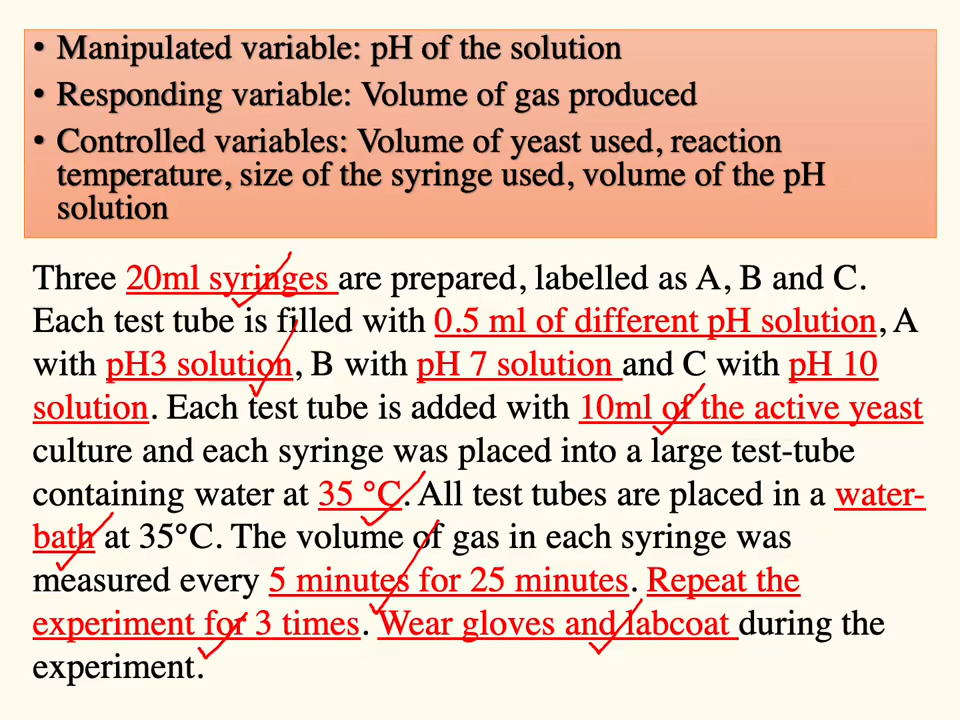 • Manipulated variable: pH of the solution
• Responding variable: Volume of gas produced
• Controlled variables: Volume of yeast used, reaction
temperature, size of the syringe used, volume of the pH
solution
Three 20ml syringes are prepared, labelled as A, B and C.
Each test tube is filled with 0.5 ml of different pH solution, A
with pH3 solution, B with pH 7 solution and C with pH 10
solution. Each test tube is added with 10ml of the active yeast
culture and each syringe was placed into a large test-tube
containing water at 35 °C. All test tubes are placed in a water-
bath at 35°C. The volume of gas in each syringe was
measured every 5 minutes for 25 minutes. Repeat the
experiment for 3 times. Wear gloves and labcoat during the
experiment.